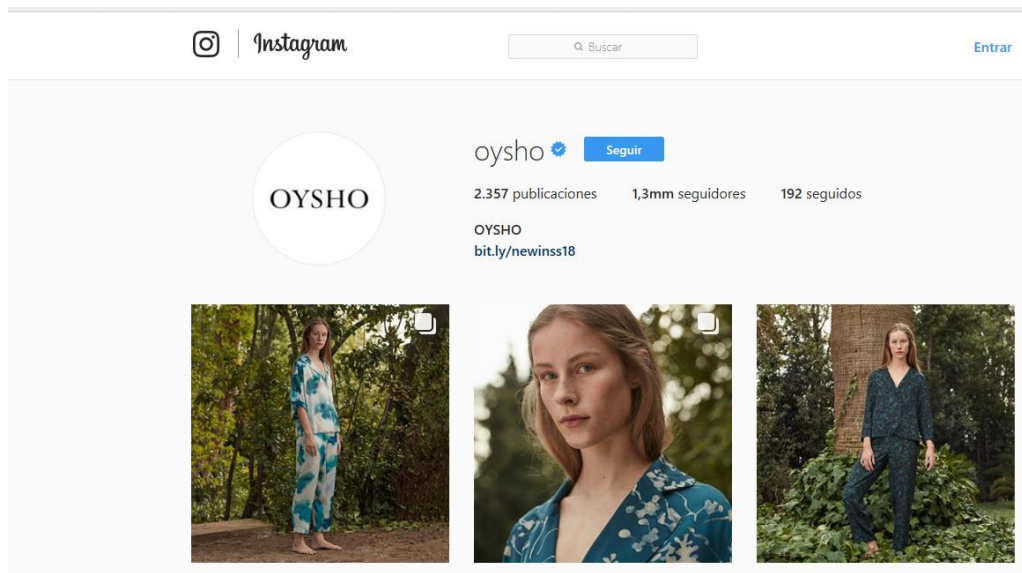 Instagram
Buscar
Entrar
OYSHO
oysho
Seguir
2.357 publicaciones 1,3mm seguidores 192 seguidos
OYSHO
bit.ly/newinss18